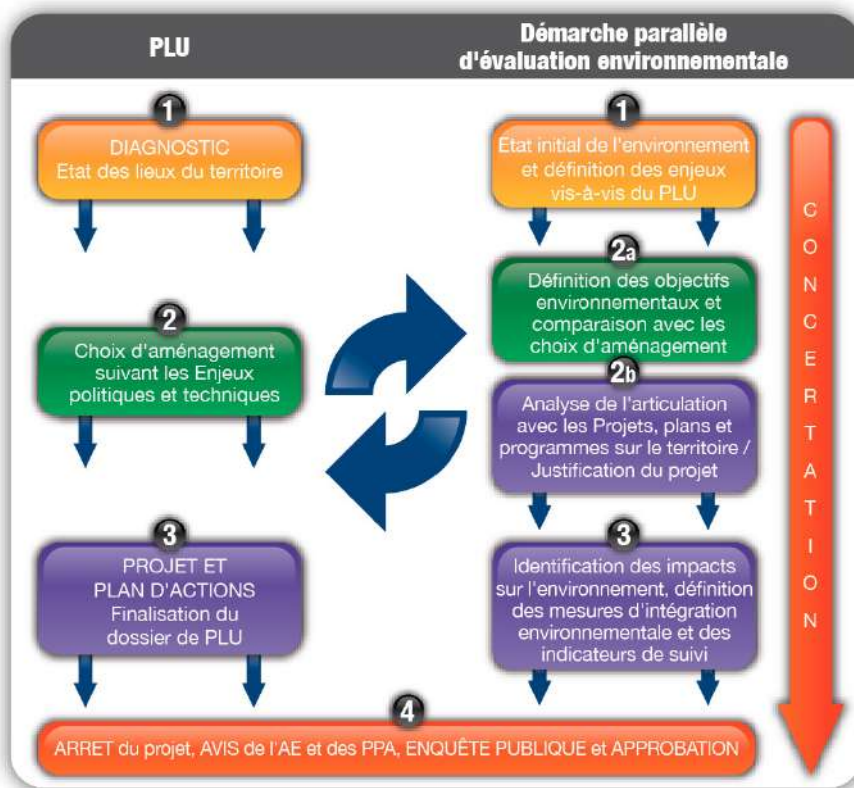 PLU
Démarche parallèle
d'évaluation environnementale
1
DIAGNOSTIC
Etat des lieux du territoire
2
Choix d'aménagement
suivant les Enjeux
politiques et techniques
3
PROJET ET
PLAN D'ACTIONS
Finalisation du
dossier de PLU
1
Etat initial de l'environnement
et définition des enjeux
vis-à-vis du PLU
2a
Définition des objectifs
environnementaux et
comparaison avec les
choix d'aménagement
2b
Analyse de l'articulation
avec les Projets, plans et
programmes sur le territoire /
Justification du projet
3
Identification des impacts
sur l'environnement, définition
des mesures d'intégration
environnementale et des
indicateurs de suivi
4
ARRET du projet, AVIS de l'AE et des PPA, ENQUÊTE PUBLIQUE et APPROBATION
CONCERTATION